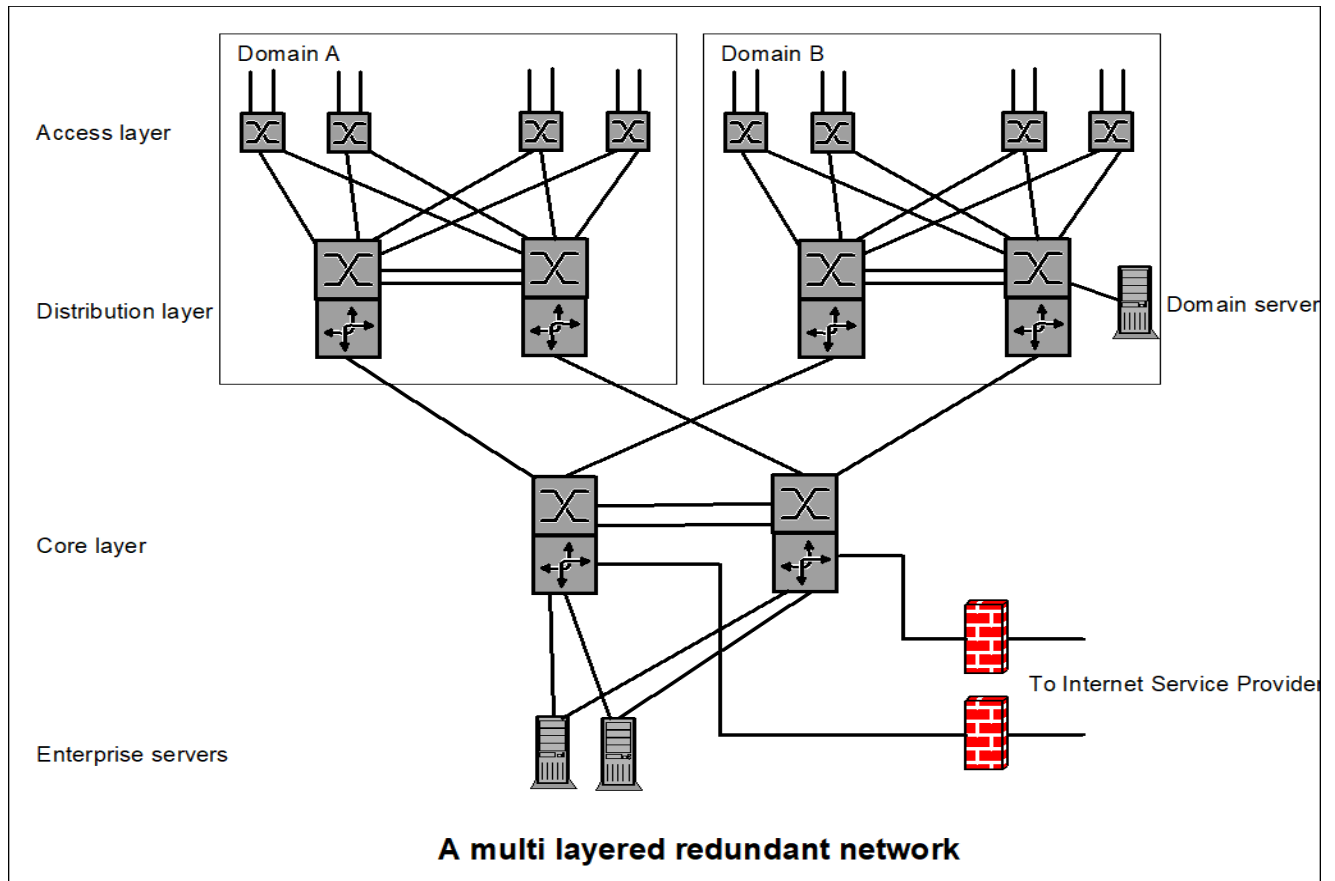 Domain A
Domain B
Access layer
Distribution layer
Domain server
Core layer
To Internet Service Provider
Enterprise servers
A multi layered redundant network